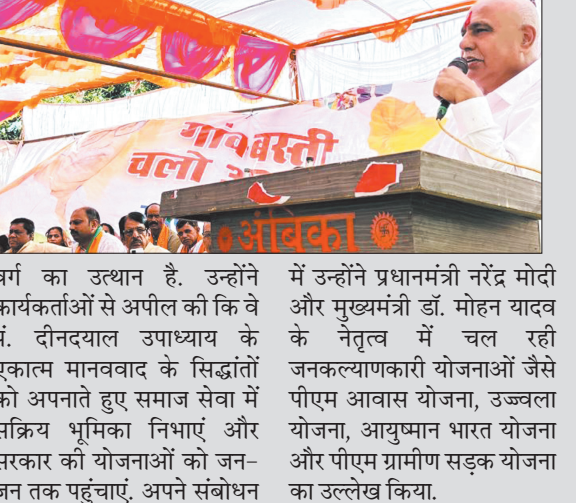 गांव बस्ती
चलो
अंबिका
वर्ग का उत्थान है. उन्होंने
कार्यकर्ताओं से अपील की कि वे
पं. दीनदयाल उपाध्याय के
एकात्म मानववाद के सिद्धांतों
को अपनाते हुए समाज सेवा में
सक्रिय भूमिका निभाएं और
सरकार की योजनाओं को जन-
जन तक पहुंचाएं. अपने संबोधन
में उन्होंने प्रधानमंत्री नरेंद्र मोदी
और मुख्यमंत्री डॉ. मोहन यादव
के नेतृत्व में चल रही
जनकल्याणकारी योजनाओं जैसे
पीएम आवास योजना, उज्ज्वला
योजना, आयुष्मान भारत योजना
और पीएम ग्रामीण सड़क योजना
का उल्लेख किया.